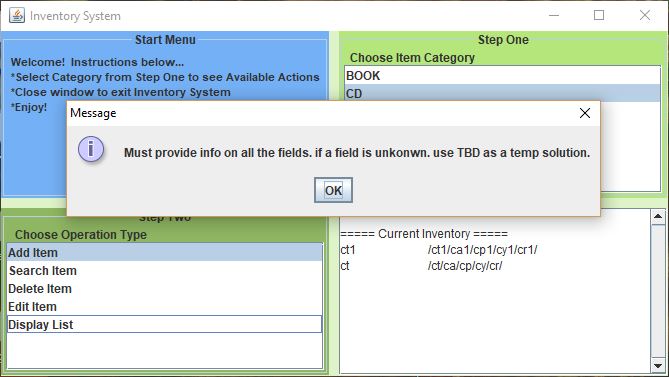 Inventory System
Start Menu
Welcome! Instructions below...
*Select Category from Step One to see Available Actions
*Close window to exit Inventory System
*Enjoy!
Step One
Choose Item Category
BOOK
CD
Message
Must provide info on all the fields. if a field is unkonwn. use TBD as a temp solution.
OK
Step Two
Choose Operation Type
Add Item
Search Item
Delete Item
Edit Item
Display List
===== Current Inventory =====
ct1 /ct1/ca1/cp1/cy1/cr1/
ct /ct/ca/cp/cy/cr/